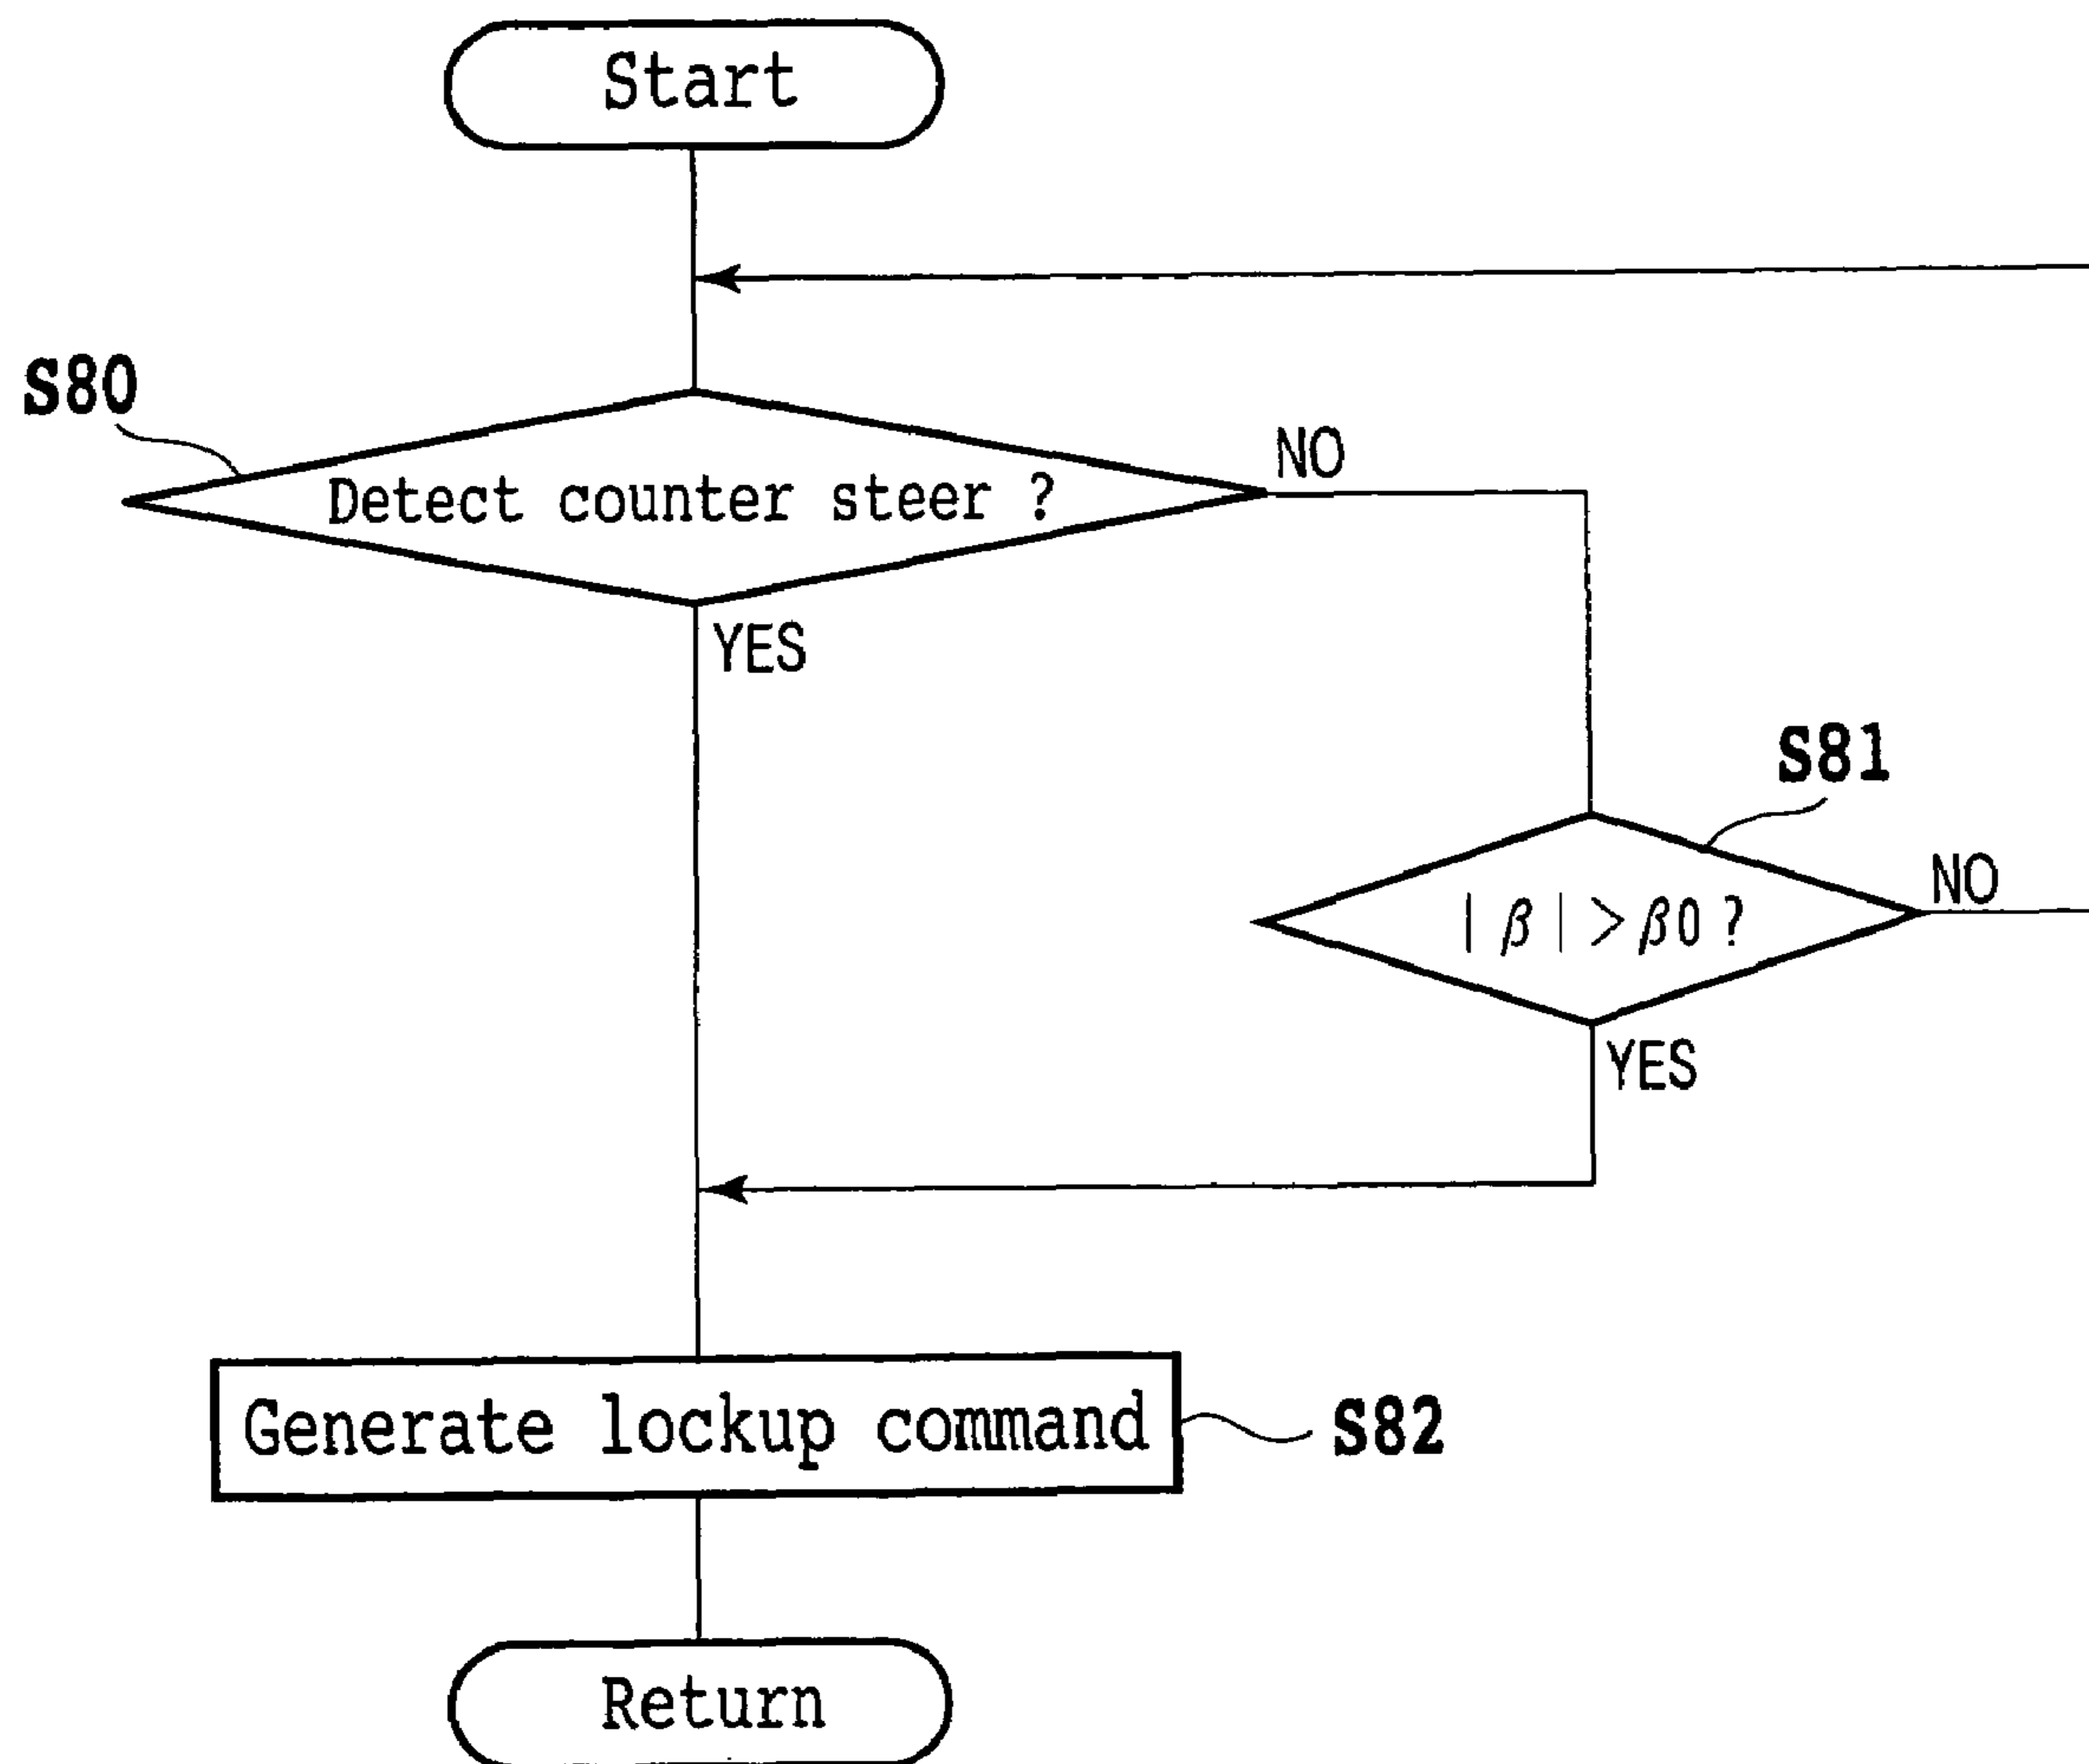 Start
S80
Detect counter steer ?
NO
YES
S81
|β|>β0?
NO
YES
Generate lockup command
S82
Return